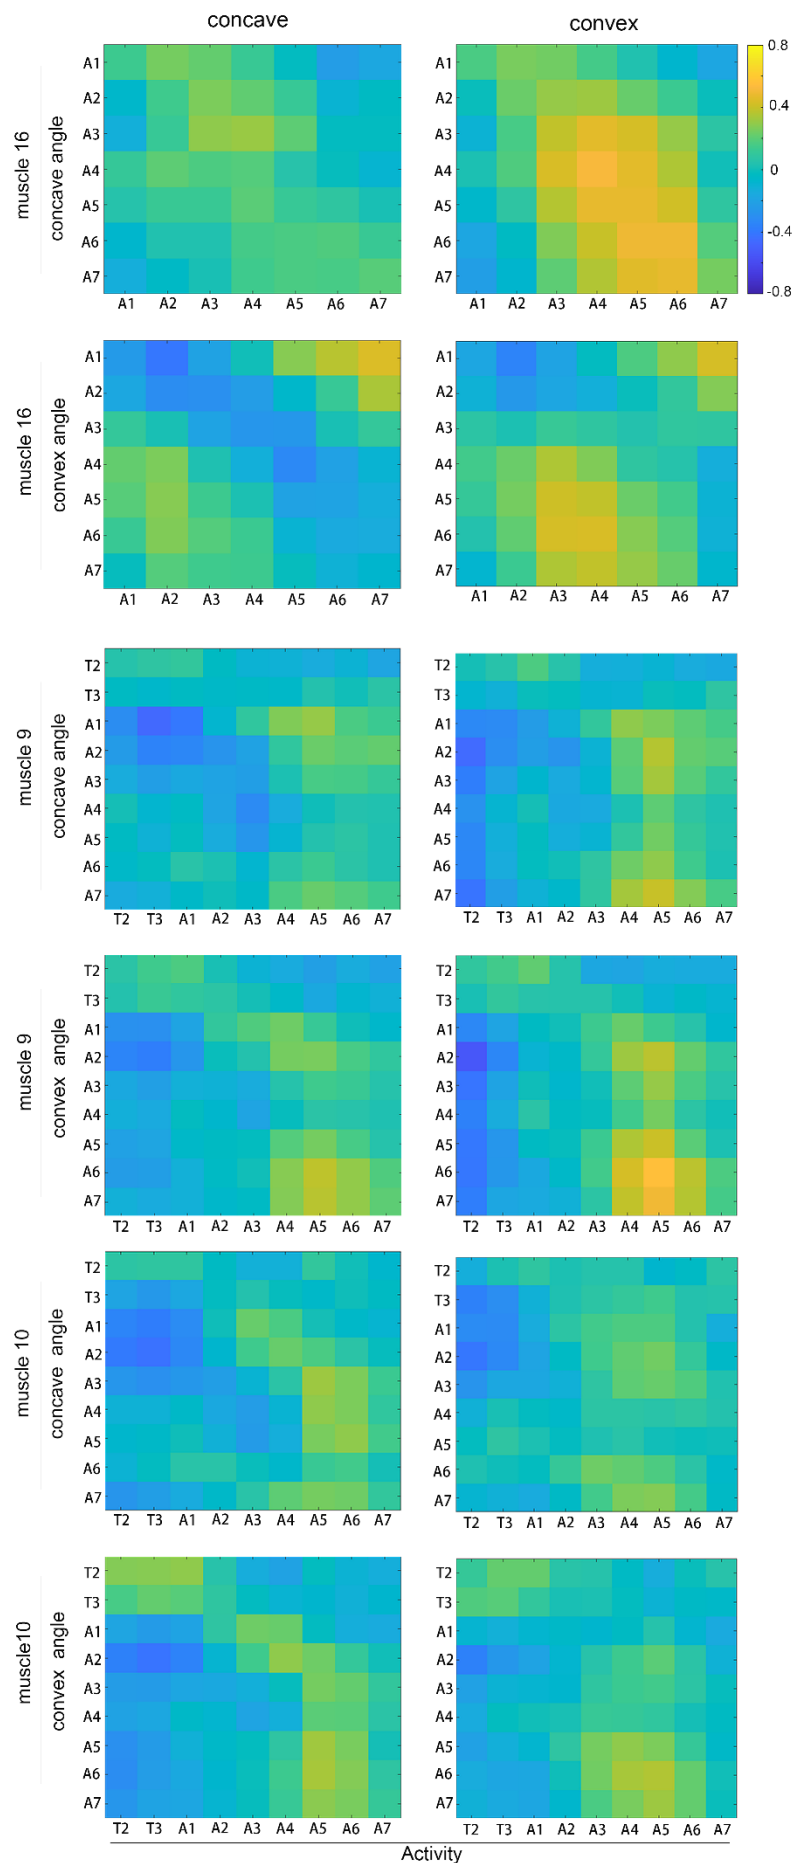 concave convex
muscle 16
concave angle
A1
A2
A3
A4
A5
A6
A7
A1 A2 A3 A4 A5 A6 A7
A1 A2 A3 A4 A5 A6 A7
0.8
0.4
0
-0.4
-0.8
muscle 16
convex angle
A1
A2
A3
A4
A5
A6
A7
A1 A2 A3 A4 A5 A6 A7
A1
A2
A3
A4
A5
A6
A7
A1 A2 A3 A4 A5 A6 A7
muscle 9
concave angle
T2
T3
A1
A2
A3
A4
A5
A6
A7
T2 T3 A1 A2 A3 A4 A5 A6 A7
T2
T3
A1
A2
A3
A4
A5
A6
A7
T2 T3 A1 A2 A3 A4 A5 A6 A7
muscle 9
convex angle
T2
T3
A1
A2
A3
A4
A5
A6
A7
T2 T3 A1 A2 A3 A4 A5 A6 A7
T2
T3
A1
A2
A3
A4
A5
A6
A7
T2 T3 A1 A2 A3 A4 A5 A6 A7
muscle 10
concave angle
T2
T3
A1
A2
A3
A4
A5
A6
A7
T2 T3 A1 A2 A3 A4 A5 A6 A7
T2
T3
A1
A2
A3
A4
A5
A6
A7
T2 T3 A1 A2 A3 A4 A5 A6 A7
muscle10
convex angle
T2
T3
A1
A2
A3
A4
A5
A6
A7
T2 T3 A1 A2 A3 A4 A5 A6 A7
T2
T3
A1
A2
A3
A4
A5
A6
A7
T2 T3 A1 A2 A3 A4 A5 A6 A7
Activity